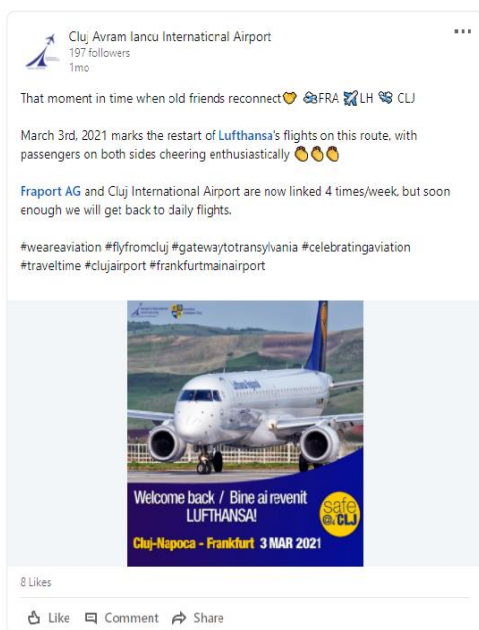 Cluj Avram Iancu International Airport
197 followers
1mo
That moment in time when old friends reconnect🧡 FRA LH CLJ
March 3rd, 2021 marks the restart of Lufthansa's flights on this route, with
passengers on both sides cheering enthusiastically 👏👏👏
Fraport AG and Cluj International Airport are now linked 4 times/week, but soon
enough we will get back to daily flights.
#weareaviation #flyfromcluj #gatewaytotransylvania #celebratingaviation
#traveltime #clujairport #frankfurtmainairport
Welcome back / Bine ai revenit
LUFTHANSA!
safe
@CLJ
Cluj-Napoca - Frankfurt 3 MAR 2021
8 Likes
Like Comment Share